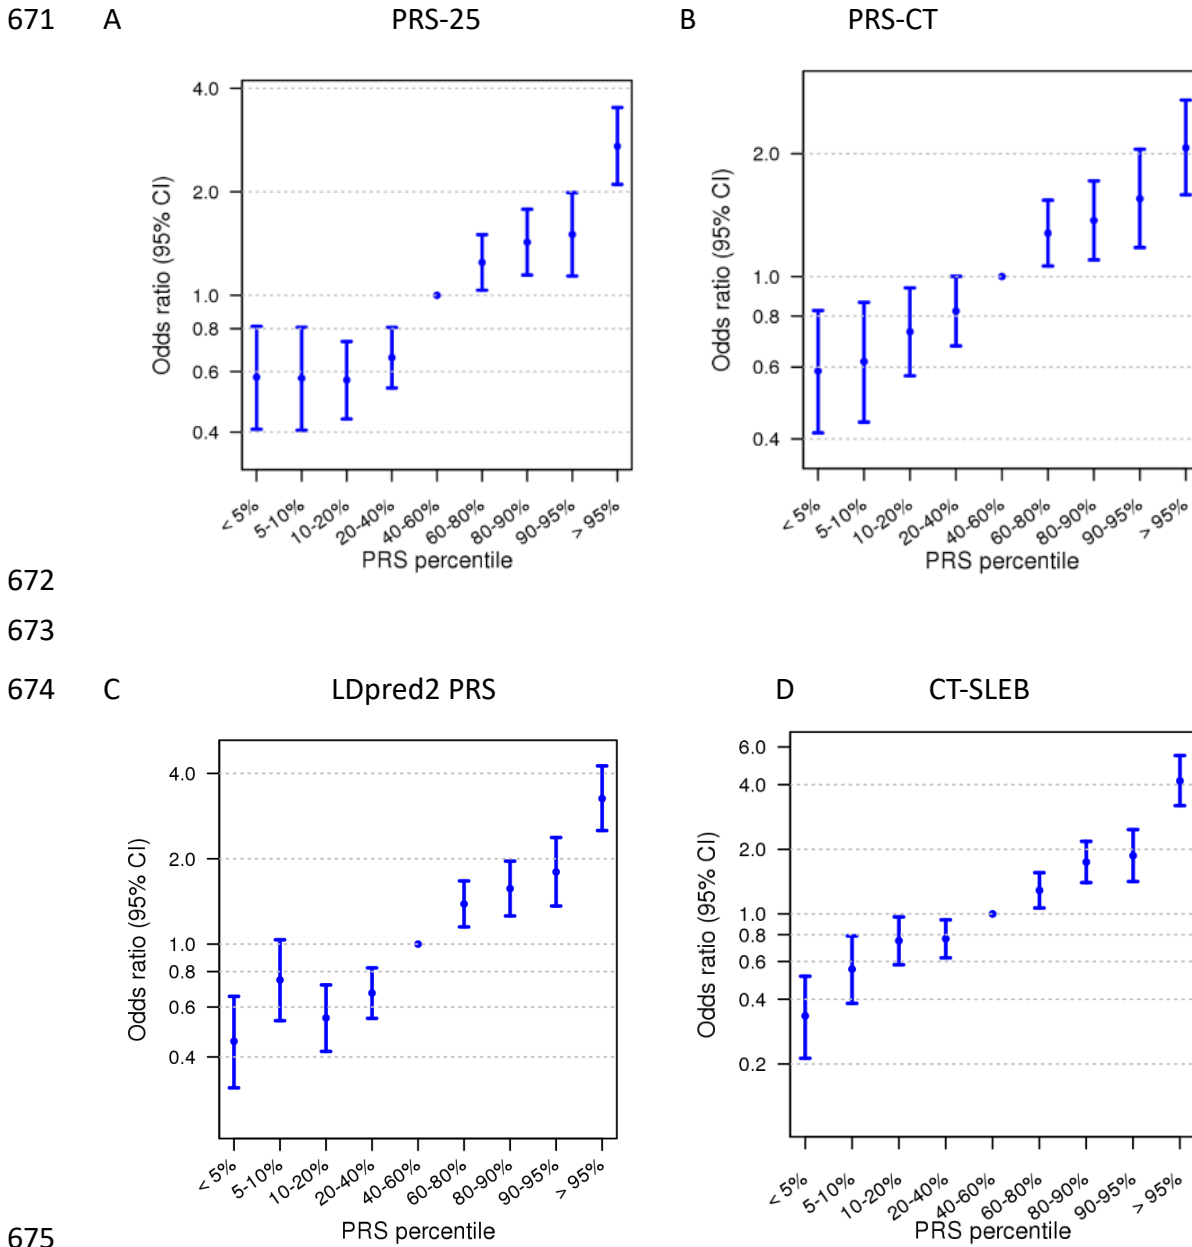 671 A PRS-25 B PRS-CT
Odds ratio (95% CI)
4.0
2.0
1.0
0.8
0.6
0.4
< 5% 5-10% 10-20% 20-40% 40-60% 60-80% 80-90% 90-95% > 95%
PRS percentile
Odds ratio (95% CI)
2.0
1.0
0.8
0.6
0.4
< 5% 5-10% 10-20% 20-40% 40-60% 60-80% 80-90% 90-95% > 95%
PRS percentile
672
673
674 C LDpred2 PRS D CT-SLEB
Odds ratio (95% CI)
4.0
2.0
1.0
0.8
0.6
0.4
< 5% 5-10% 10-20% 20-40% 40-60% 60-80% 80-90% 90-95% > 95%
PRS percentile
Odds ratio (95% CI)
6.0
4.0
2.0
1.0
0.8
0.6
0.4
0.2
< 5% 5-10% 10-20% 20-40% 40-60% 60-80% 80-90% 90-95% > 95%
PRS percentile
675